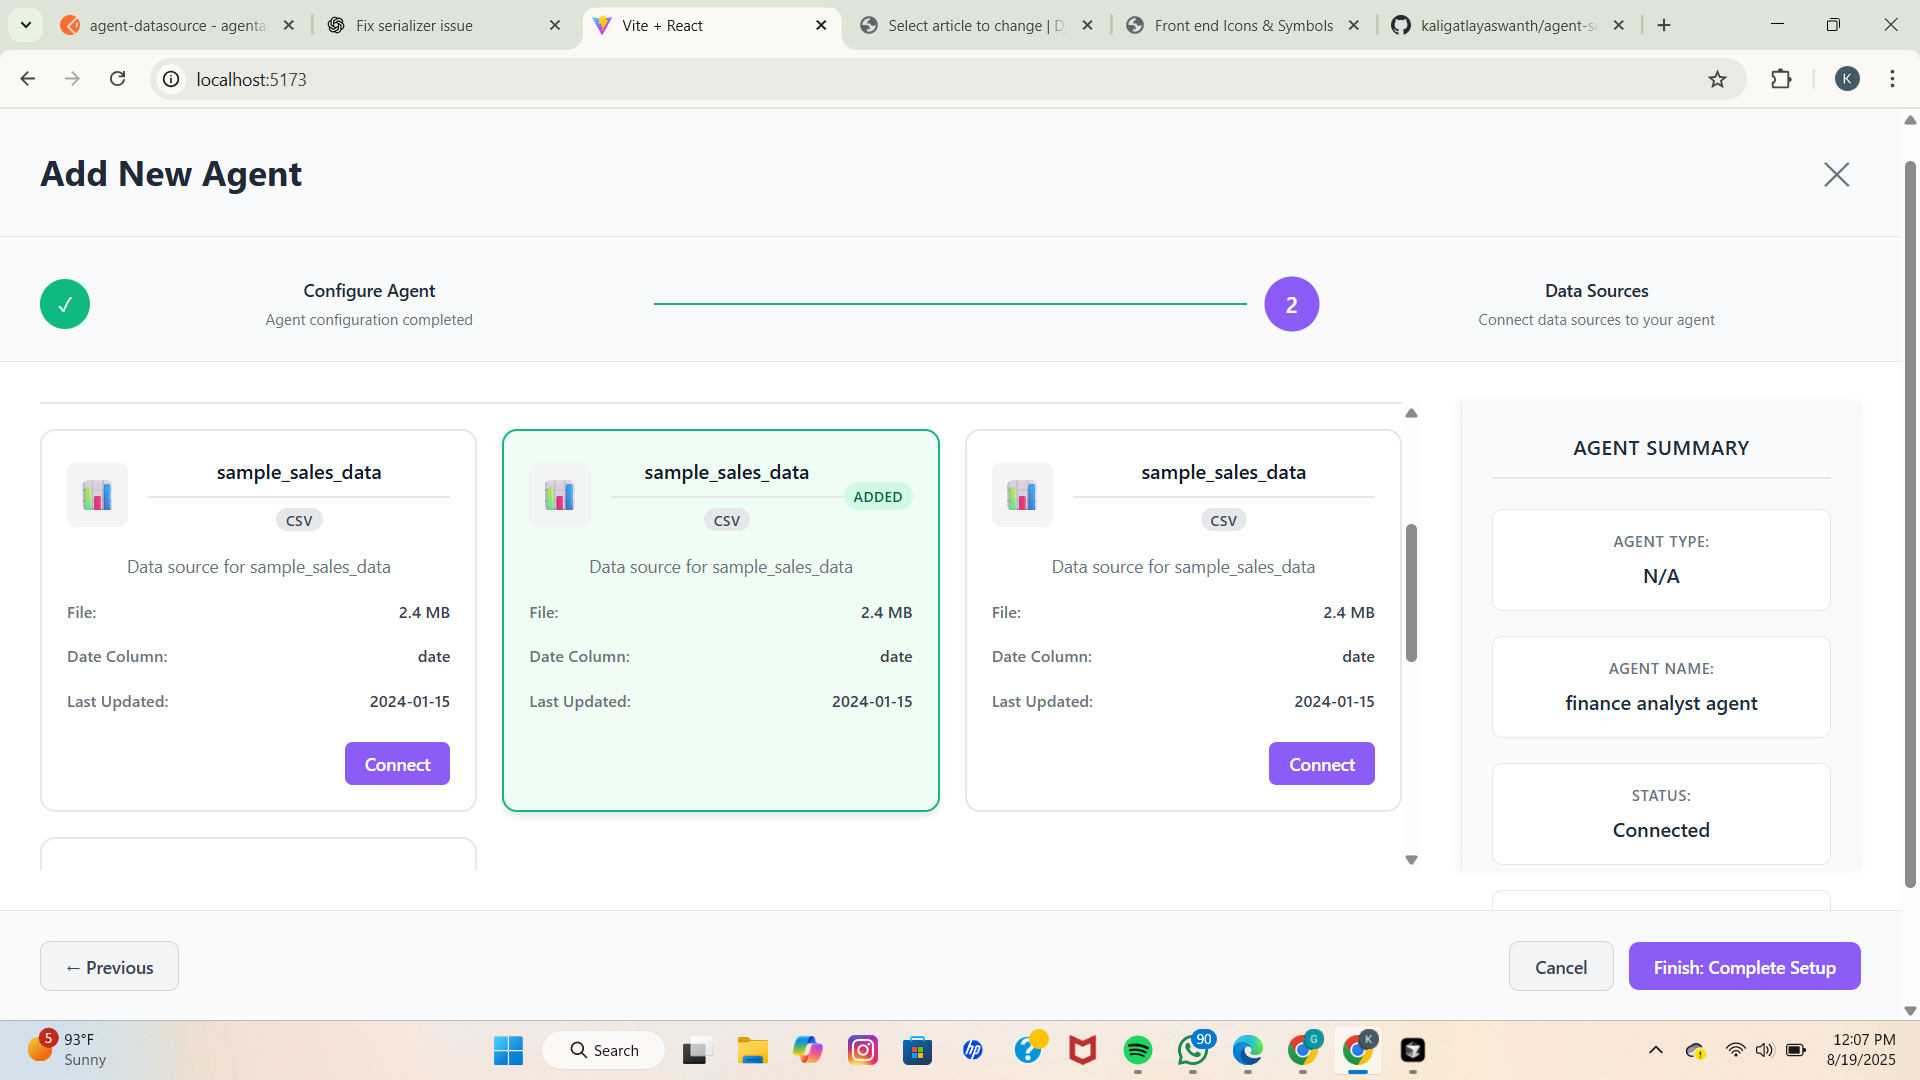 agent-datasource - agenta
Fix serializer issue
Vite + React
Select article to change | D
Front end Icons & Symbols
kaligatlayaswanth/agent-s
localhost:5173
K
Add New Agent
✓
Configure Agent
Agent configuration completed
2
Data Sources
Connect data sources to your agent
sample_sales_data
CSV
Data source for sample_sales_data
File:
2.4 MB
Date Column:
date
Last Updated:
2024-01-15
Connect
sample_sales_data
ADDED
CSV
Data source for sample_sales_data
File:
2.4 MB
Date Column:
date
Last Updated:
2024-01-15
sample_sales_data
CSV
Data source for sample_sales_data
File:
2.4 MB
Date Column:
date
Last Updated:
2024-01-15
Connect
AGENT SUMMARY
AGENT TYPE:
N/A
AGENT NAME:
finance analyst agent
STATUS:
Connected
← Previous
Cancel
Finish: Complete Setup
5
93°F
Sunny
Search
hp
?
90
G
K
12:07 PM
8/19/2025